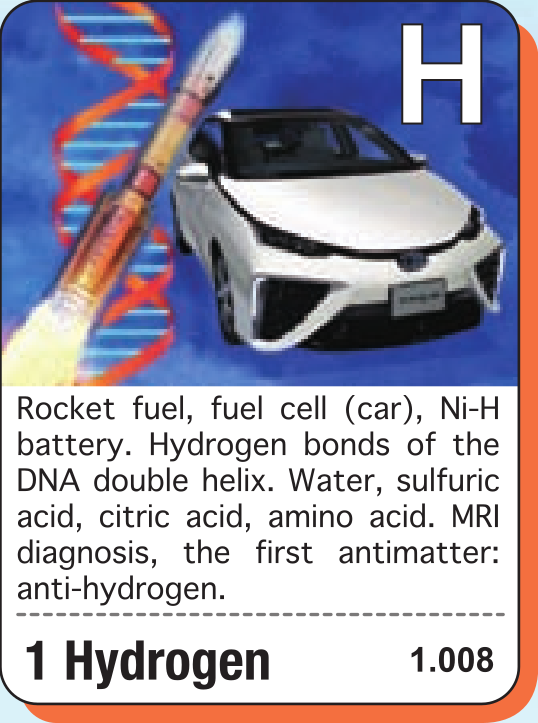 H
Rocket fuel, fuel cell (car), Ni-H
battery. Hydrogen bonds of the
DNA double helix. Water, sulfuric
acid, citric acid, amino acid. MRI
diagnosis, the first antimatter:
anti-hydrogen.
1 Hydrogen 1.008